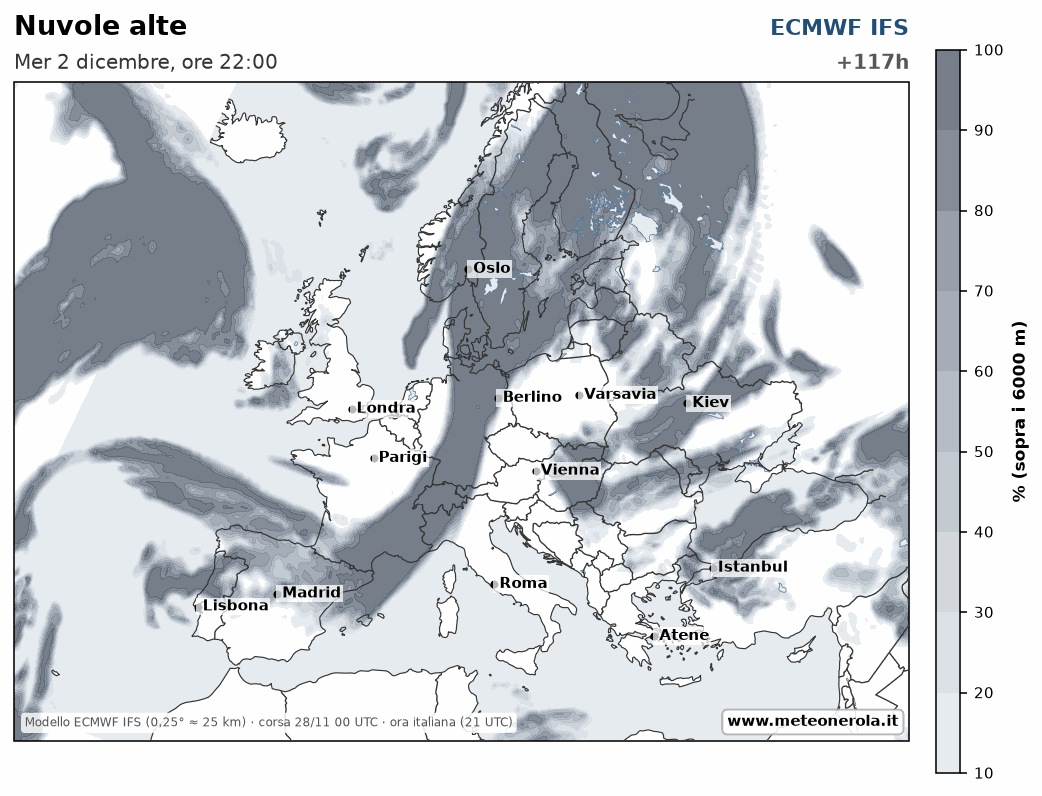 Nuvole alte
ECMWF IFS
Mer 2 dicembre, ore 22:00
+117h
Oslo
Londra
Berlino
Varsavia
Kiev
Parigi
Vienna
Istanbul
Roma
Madrid
Lisbona
Atene
Modello ECMWF IFS (0,25° ≈ 25 km) · corsa 28/11 00 UTC · ora italiana (21 UTC)
www.meteonerola.it
100
90
80
70
60
50
40
30
20
10
% (sopra i 6000 m)